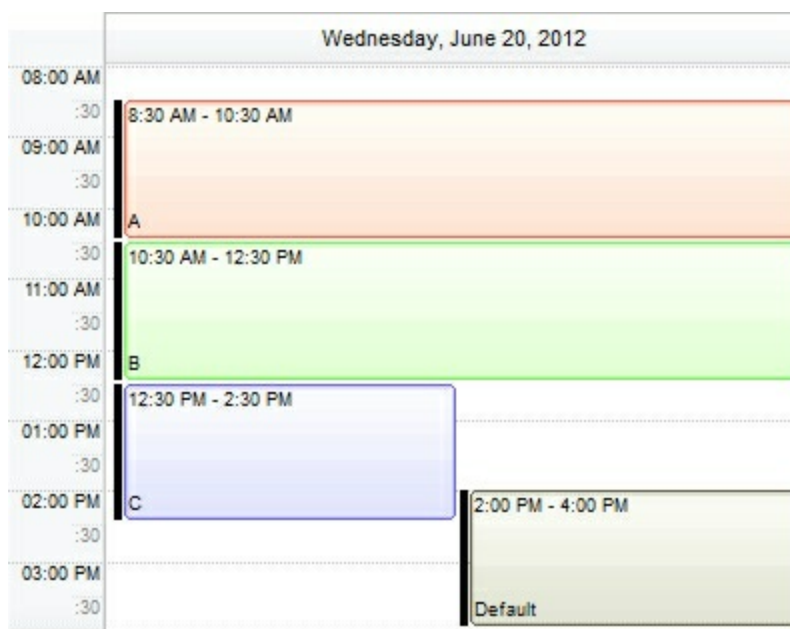 Wednesday, June 20, 2012
08:00 AM
:30
8:30 AM - 10:30 AM
09:00 AM
:30
10:00 AM
A
:30
10:30 AM - 12:30 PM
11:00 AM
:30
12:00 PM
B
:30
12:30 PM - 2:30 PM
01:00 PM
:30
02:00 PM
C
2:00 PM - 4:00 PM
:30
03:00 PM
:30
Default